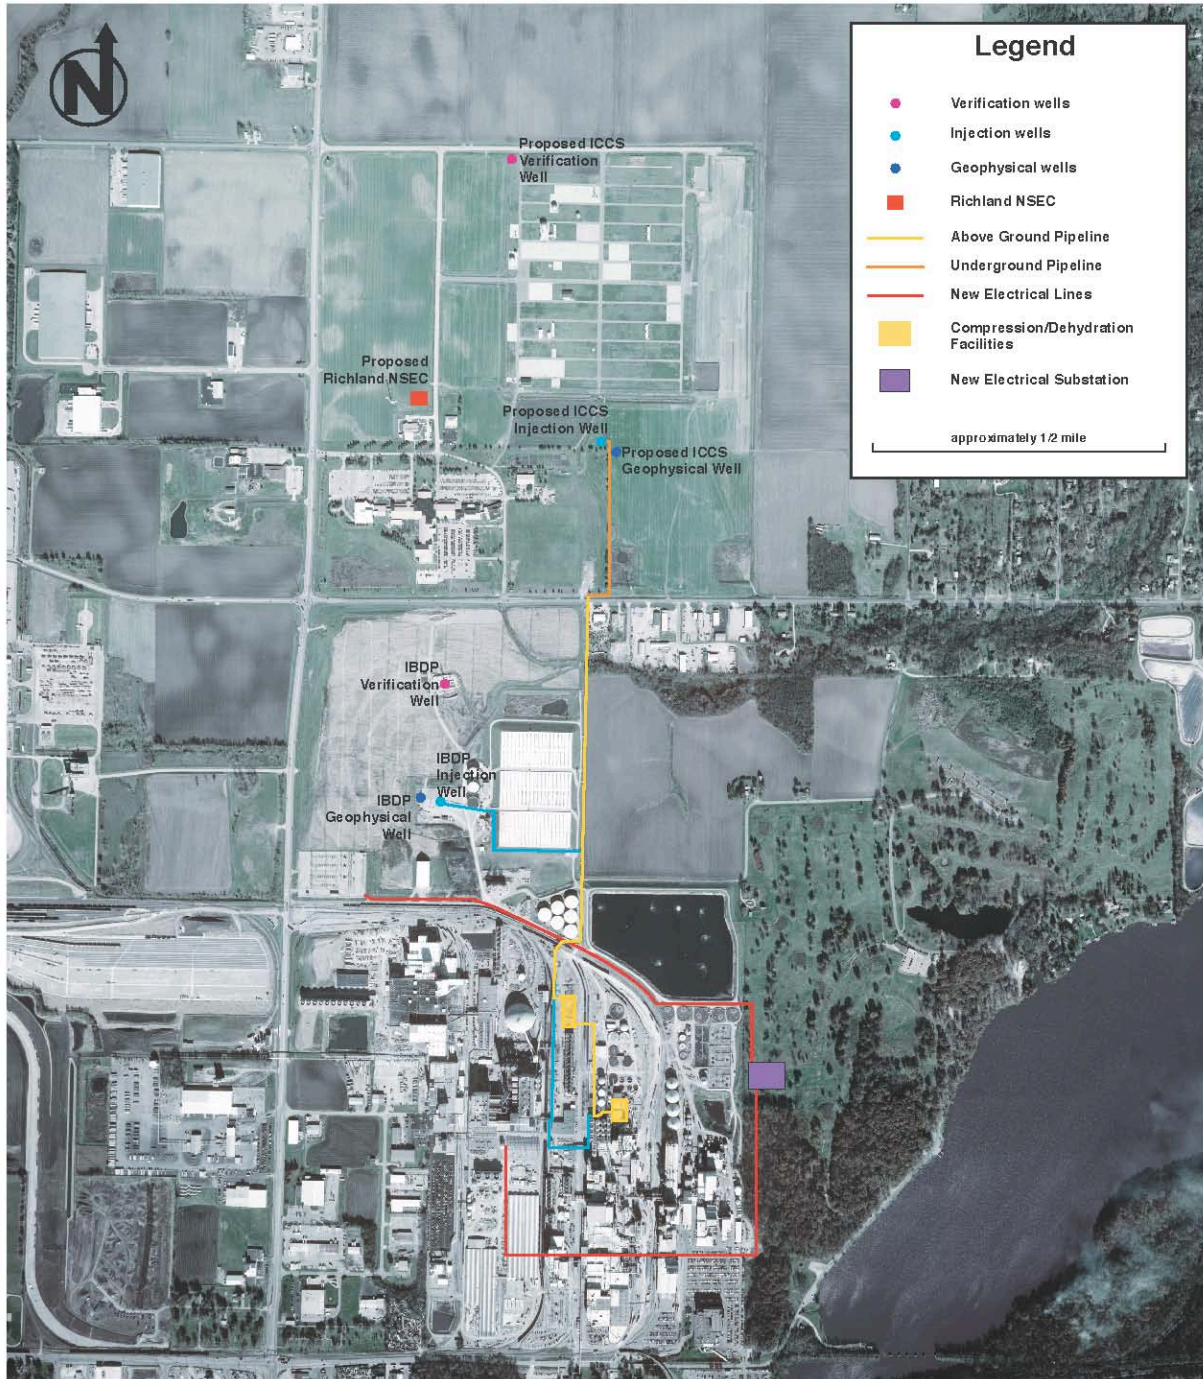 N
Legend
Verification wells
Injection wells
Geophysical wells
Richland NSEC
Above Ground Pipeline
Underground Pipeline
New Electrical Lines
Compression/Dehydration
Facilities
New Electrical Substation
approximately 1/2 mile
Proposed ICCS
Verification
Well
Proposed
Richland NSEC
Proposed ICCS
Injection Well
Proposed ICCS
Geophysical Well
IBDP
Verification
Well
IBDP
Injection
Well
IBDP
Geophysical
Well